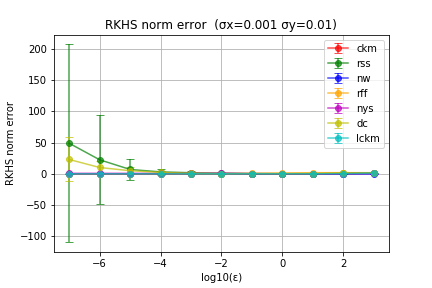 RKHS norm error (σx=0.001 σy=0.01)
RKHS norm error
200
150
100
50
0
−50
−100
−6
−4
−2
0
2
log10(ε)
ckm
rss
nw
rff
nys
dc
lckm